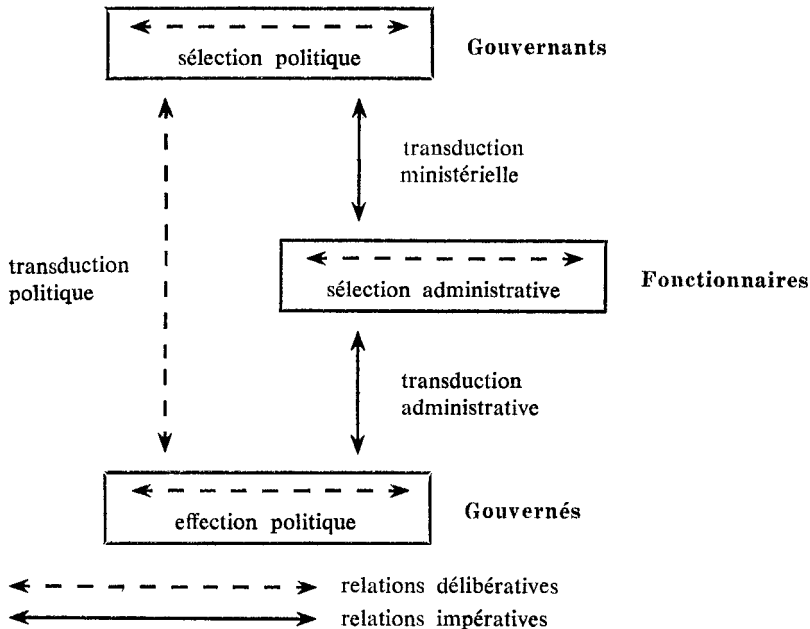 sélection politique
Gouvernants
transduction
ministérielle
transduction
politique
sélection administrative
Fonctionnaires
transduction
administrative
effection politique
Gouvernés
relations délibératives
relations impératives